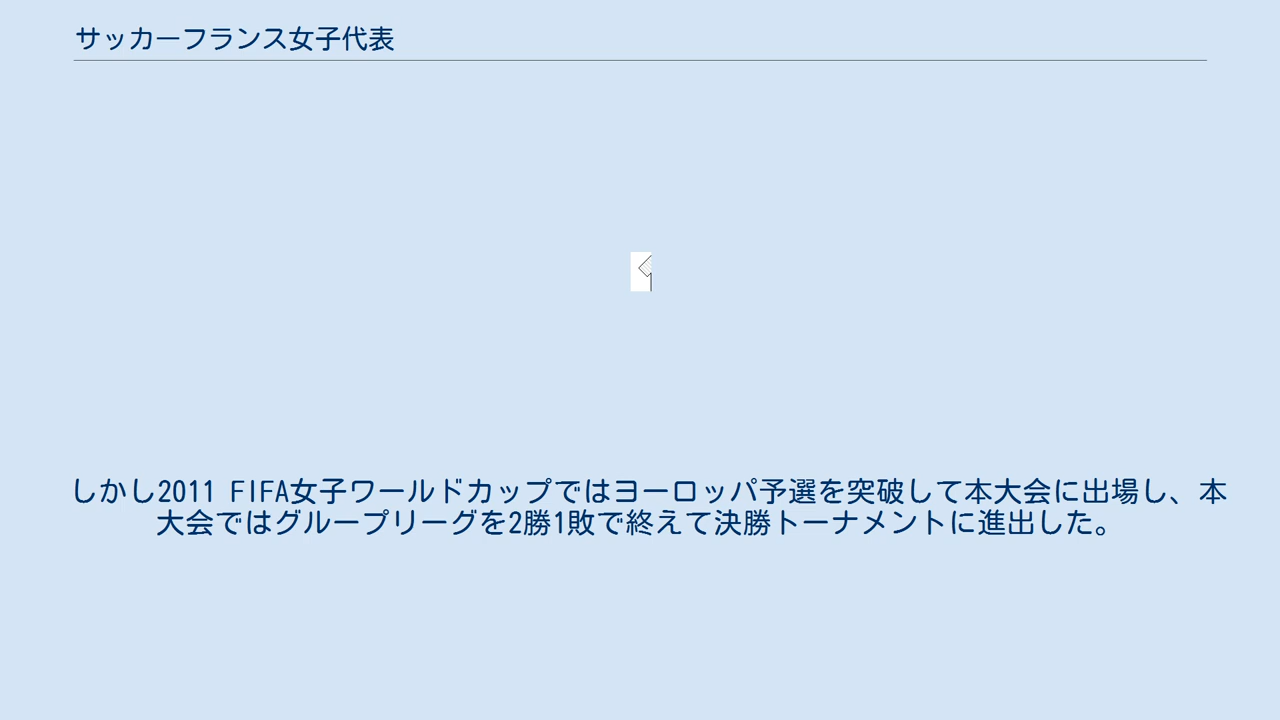 サッカーフランス女子代表
しかし2011 FIFA女子ワールドカップではヨーロッパ予選を突破して本大会に出場し、本
大会ではグループリーグを2勝1敗で終えて決勝トーナメントに進出した。